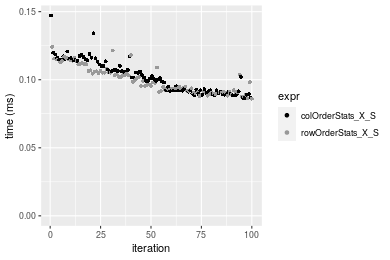 0.15
0.10
0.05
0.00
time (ms)
0
25
50
75
100
iteration
expr
colOrderStats_X_S
rowOrderStats_X_S